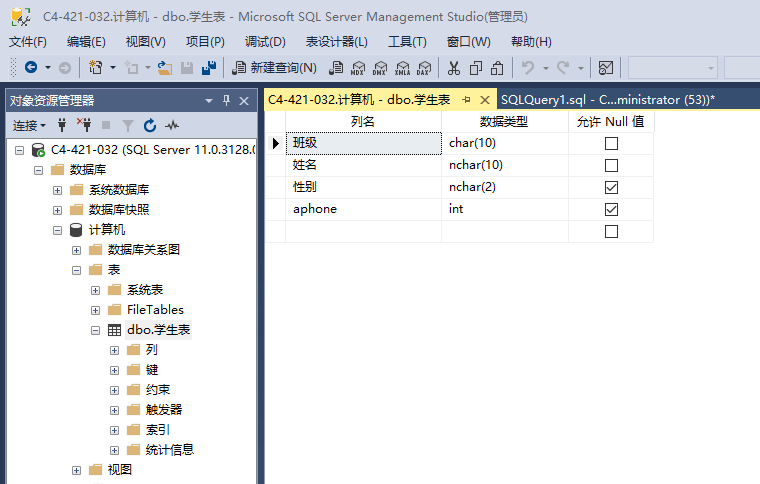 C4-421-032.计算机 - dbo.学生表 - Microsoft SQL Server Management Studio(管理员)
文件(F) 编辑(E) 视图(V) 项目(P) 调试(D) 表设计器(L) 工具(T) 窗口(W) 帮助(H)
新建查询(N) MDX DMX XMLA DAX
对象资源管理器
C4-421-032.计算机 - dbo.学生表 SQLQuery1.sql - C...ministrator (53))*
连接
列名 数据类型 允许 Null 值
班级 char(10)
姓名 nchar(10)
性别 nchar(2)
aphone int
C4-421-032 (SQL Server 11.0.3128.0
数据库
系统数据库
数据库快照
计算机
数据库关系图
表
系统表
FileTables
dbo.学生表
列
键
约束
触发器
索引
统计信息
视图